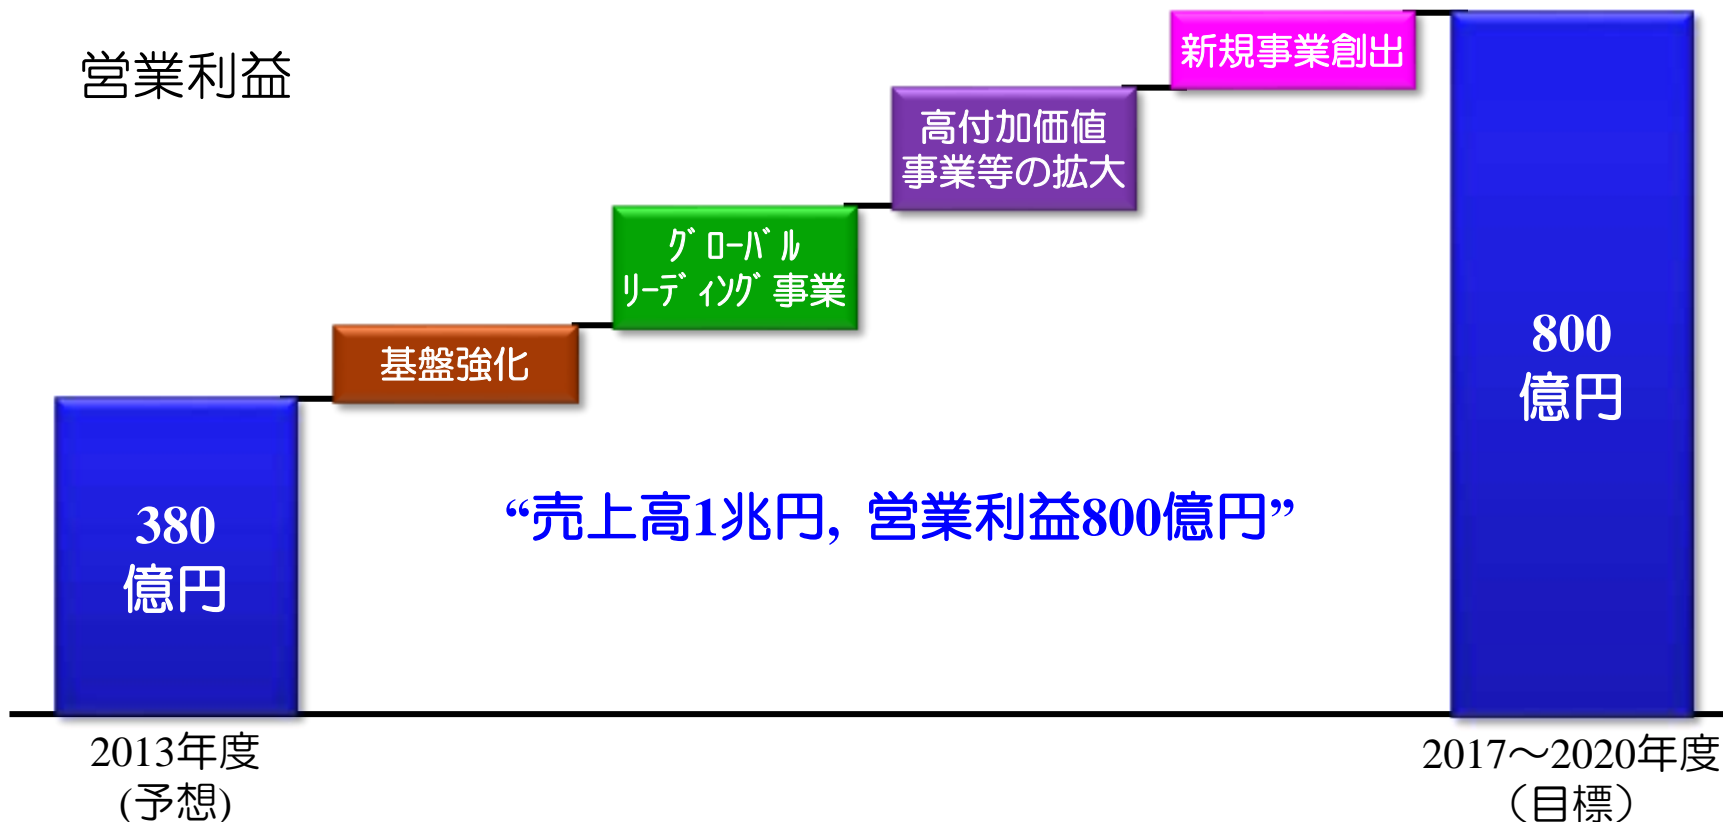 営業利益
新規事業創出
高付加価値
事業等の拡大
グローバル
リーディング事業
基盤強化
800
億円
380
億円
“売上高1兆円, 営業利益800億円”
2013年度
(予想)
2017～2020年度
（目標）